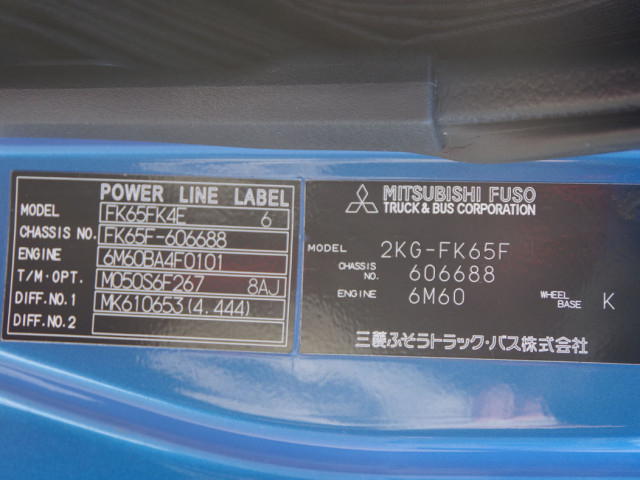 POWER LINE LABEL
MODEL FK65FK4F 6
CHASSIS NO. FK65F-606688
ENGINE 6M60BA4F0101
T/M·OPT. M050S6F267 8AJ
DIFF.NO.1 MK610653(4.444)
DIFF.NO.2
MITSUBISHI FUSO
TRUCK & BUS CORPORATION
MODEL 2KG-FK65F
CHASSIS NO. 606688
ENGINE 6M60 WHEEL BASE K
三菱ふそうトラック・バス株式会社